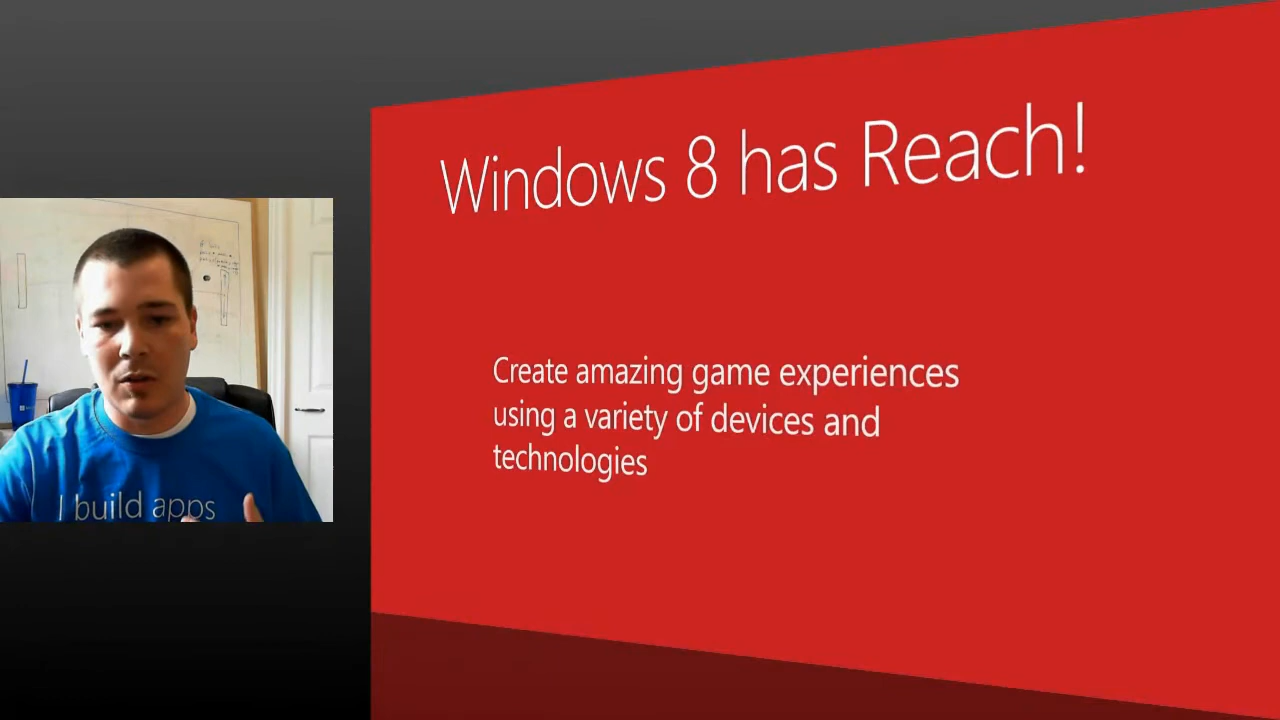 Windows 8 has Reach!
Create amazing game experiences
using a variety of devices and
technologies
I build apps